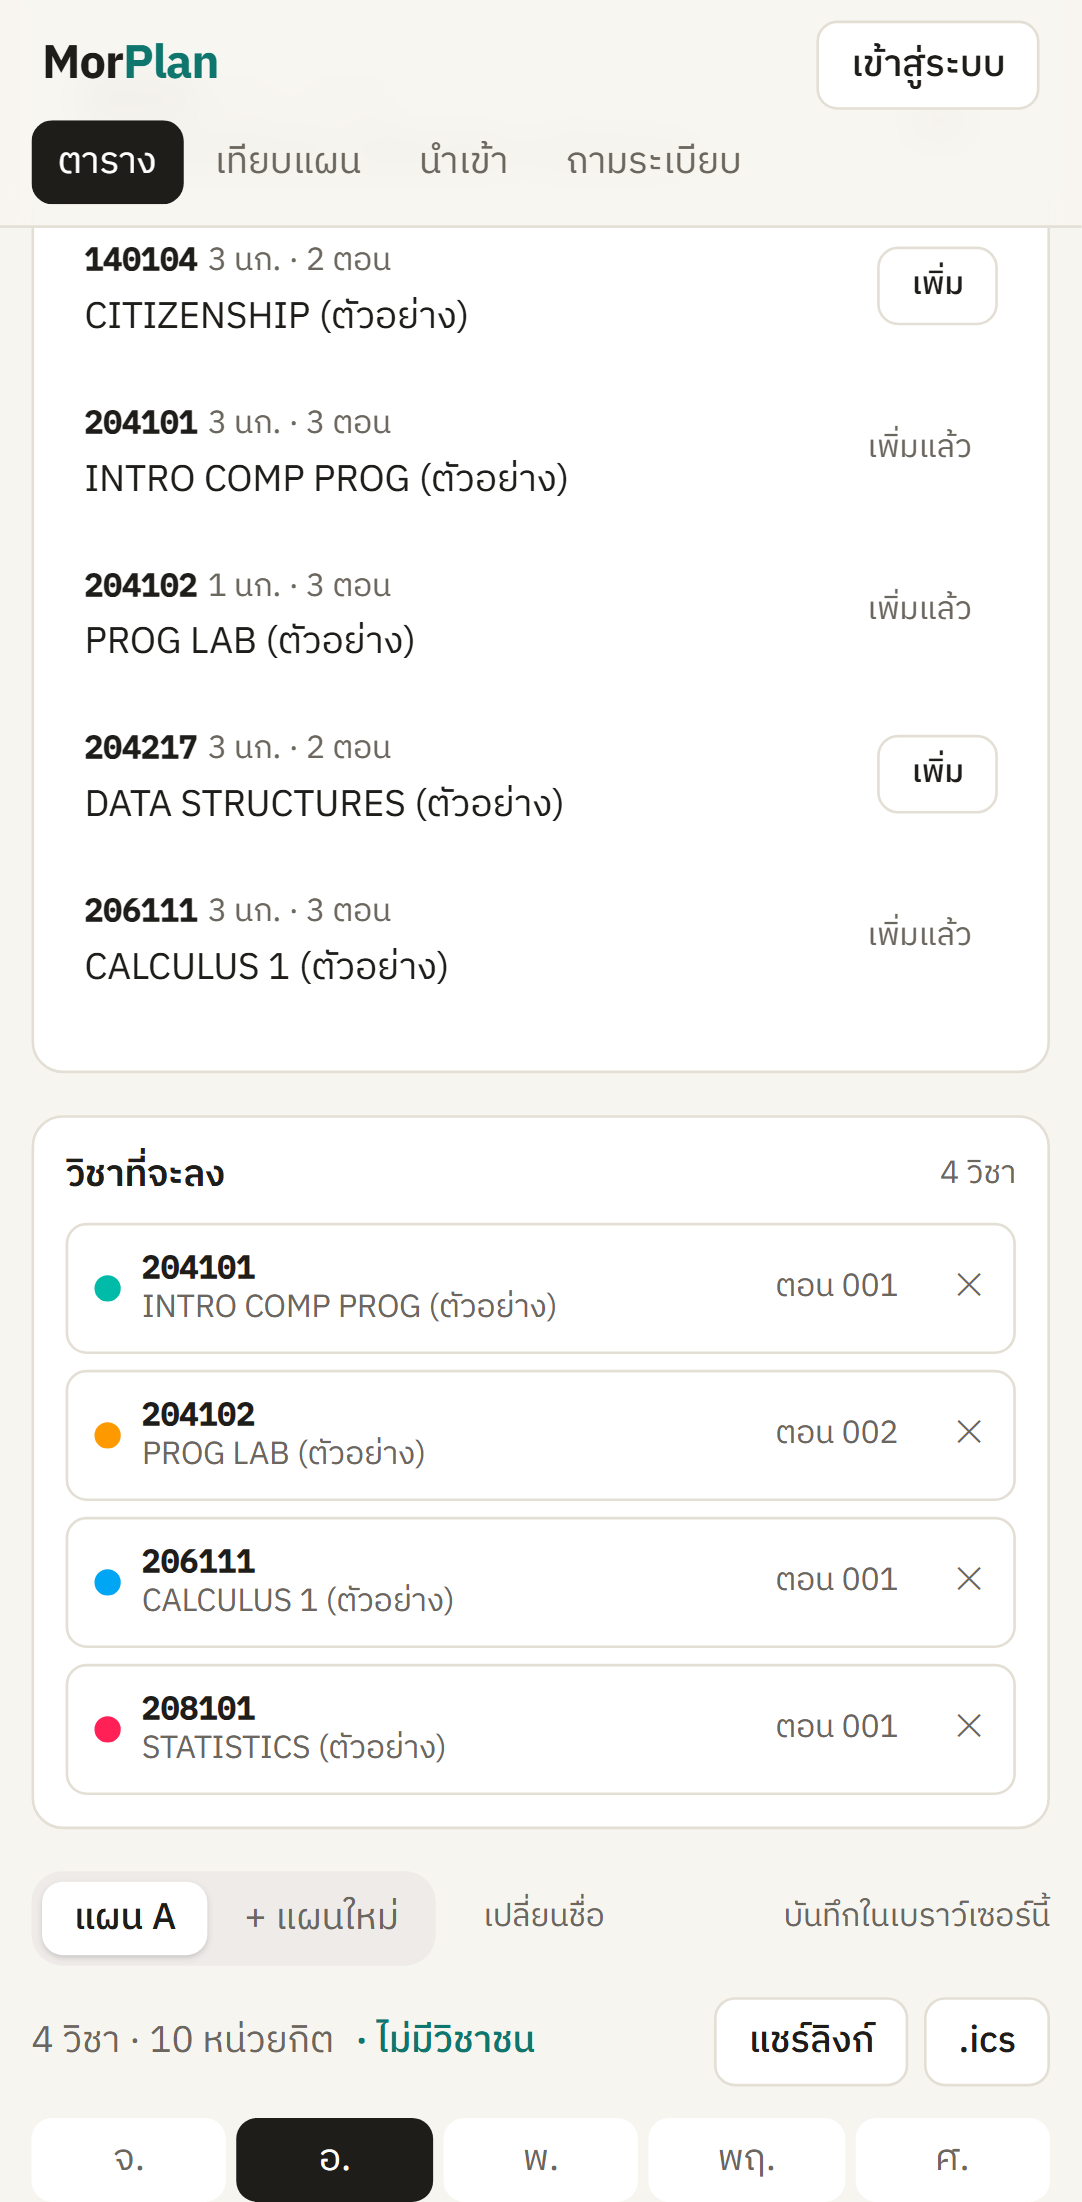 MorPlan
เข้าสู่ระบบ
ตาราง เทียบแผน นำเข้า ถามระเบียบ
140104 3 นก. · 2 ตอน
CITIZENSHIP (ตัวอย่าง)
เพิ่ม
204101 3 นก. · 3 ตอน
INTRO COMP PROG (ตัวอย่าง)
เพิ่มแล้ว
204102 1 นก. · 3 ตอน
PROG LAB (ตัวอย่าง)
เพิ่มแล้ว
204217 3 นก. · 2 ตอน
DATA STRUCTURES (ตัวอย่าง)
เพิ่ม
206111 3 นก. · 3 ตอน
CALCULUS 1 (ตัวอย่าง)
เพิ่มแล้ว
วิชาที่จะลง 4 วิชา
204101
INTRO COMP PROG (ตัวอย่าง)
ตอน 001 ×
204102
PROG LAB (ตัวอย่าง)
ตอน 002 ×
206111
CALCULUS 1 (ตัวอย่าง)
ตอน 001 ×
208101
STATISTICS (ตัวอย่าง)
ตอน 001 ×
แผน A + แผนใหม่ เปลี่ยนชื่อ บันทึกในเบราว์เซอร์นี้
4 วิชา · 10 หน่วยกิต · ไม่มีวิชาชน แชร์ลิงก์ .ics
จ. อ. พ. พฤ. ศ.